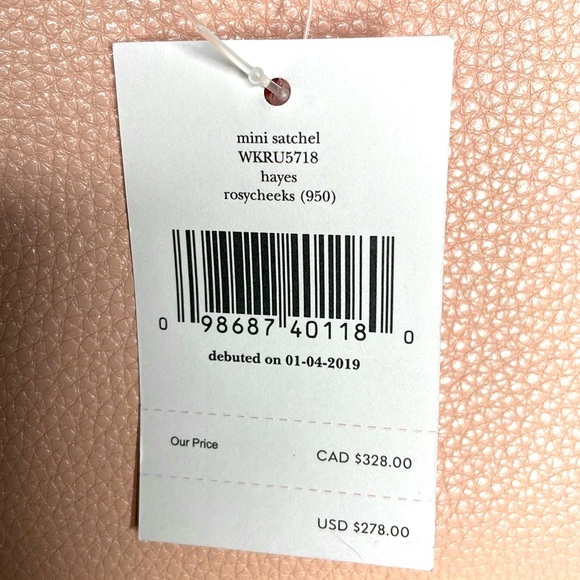 mini satchel
WKRU5718
hayes
rosycheeks (950)
0 98687 40118 0
debuted on 01-04-2019
Our Price CAD $328.00
USD $278.00